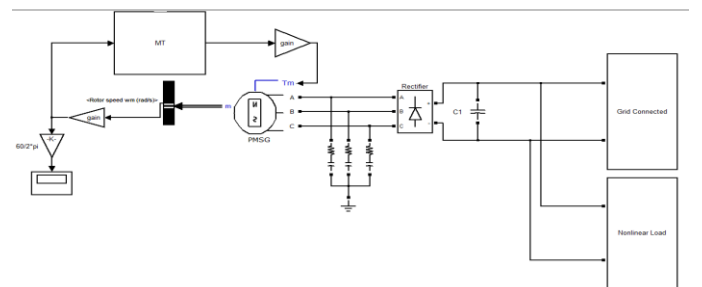 MT
gain
Tm
<Rotor speed wm (rad/s)>
m
gain
N
S
PMSG
A
B
C
Rectifier
A
B
C
+
-
C1
Grid Connected
-K-
60/2*pi
Nonlinear Load